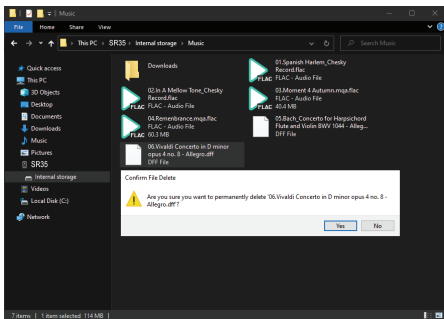 Music
File
Home
Share
View
This PC > SR35 > Internal storage > Music
Search Music
Quick access
This PC
3D Objects
Desktop
Documents
Downloads
Music
Pictures
SR35
Internal storage
Videos
Local Disk (C:)
Network
Downloads
01.Spanish Harlem_Chesky
Record.flac
FLAC - Audio File
02.In A Mellow Tone_Chesky
Record.flac
FLAC - Audio File
03.Moment 4 Autumn.mqa.flac
FLAC - Audio File
40.4 MB
04.Remenbrance.mqa.flac
FLAC - Audio File
60.3 MB
05.Bach_Concerto for Harpsichord
Flute and Violin BWV 1044 - Alleg...
DFF File
06.Vivaldi Concerto in D minor
opus 4 no. 8 - Allegro.dff
DFF File
FLAC
FLAC
FLAC
FLAC
Confirm File Delete
Are you sure you want to permanently delete '06.Vivaldi Concerto in D minor opus 4 no. 8 -
Allegro.dff'?
Yes
No
7 items
1 item selected 114 MB